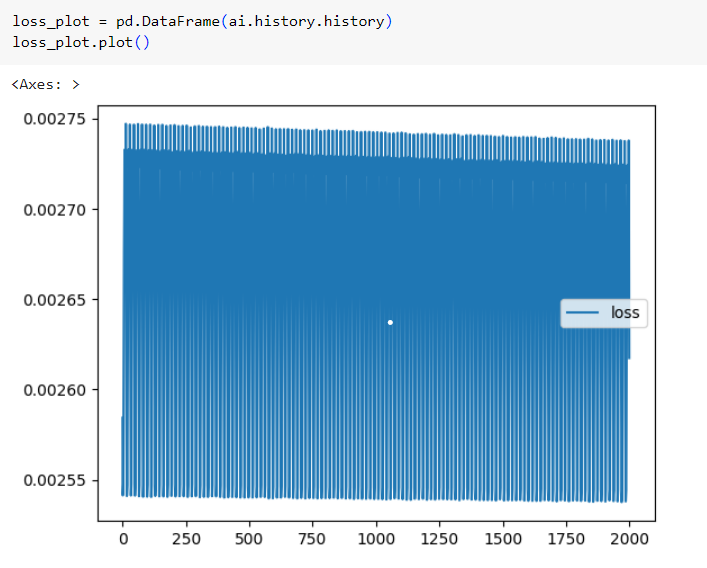 loss_plot = pd.DataFrame(ai.history.history)
loss_plot.plot()
<Axes: >
0.00275
0.00270
0.00265
0.00260
0.00255
loss
0 250 500 750 1000 1250 1500 1750 2000